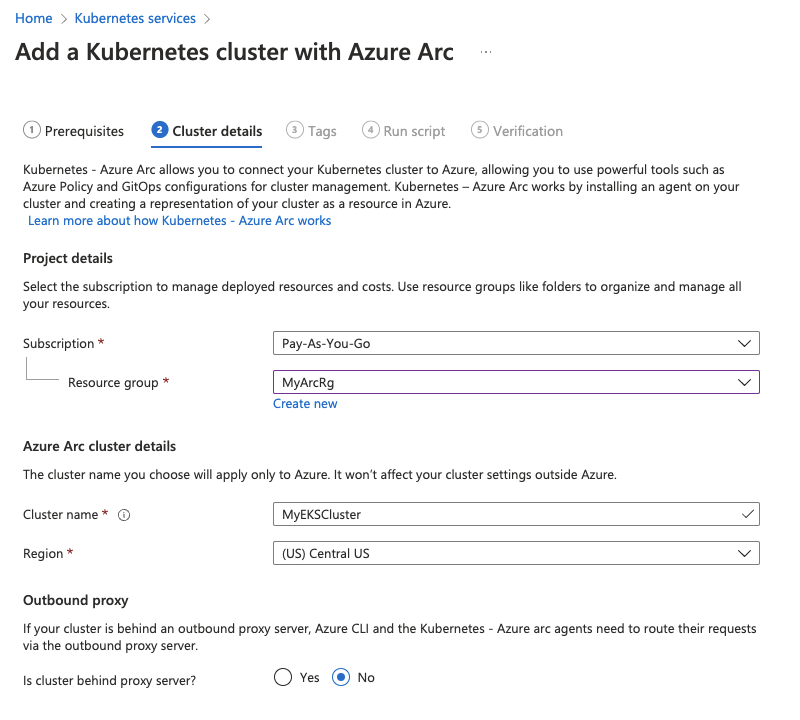 Home > Kubernetes services >
Add a Kubernetes cluster with Azure Arc ...
1 Prerequisites 2 Cluster details 3 Tags 4 Run script 5 Verification
Kubernetes - Azure Arc allows you to connect your Kubernetes cluster to Azure, allowing you to use powerful tools such as
Azure Policy and GitOps configurations for cluster management. Kubernetes – Azure Arc works by installing an agent on your
cluster and creating a representation of your cluster as a resource in Azure.
Learn more about how Kubernetes - Azure Arc works
Project details
Select the subscription to manage deployed resources and costs. Use resource groups like folders to organize and manage all
your resources.
Subscription * Pay-As-You-Go
Resource group * MyArcRg
Create new
Azure Arc cluster details
The cluster name you choose will apply only to Azure. It won’t affect your cluster settings outside Azure.
Cluster name * MyEKSCluster
Region * (US) Central US
Outbound proxy
If your cluster is behind an outbound proxy server, Azure CLI and the Kubernetes - Azure arc agents need to route their requests
via the outbound proxy server.
Is cluster behind proxy server? Yes No